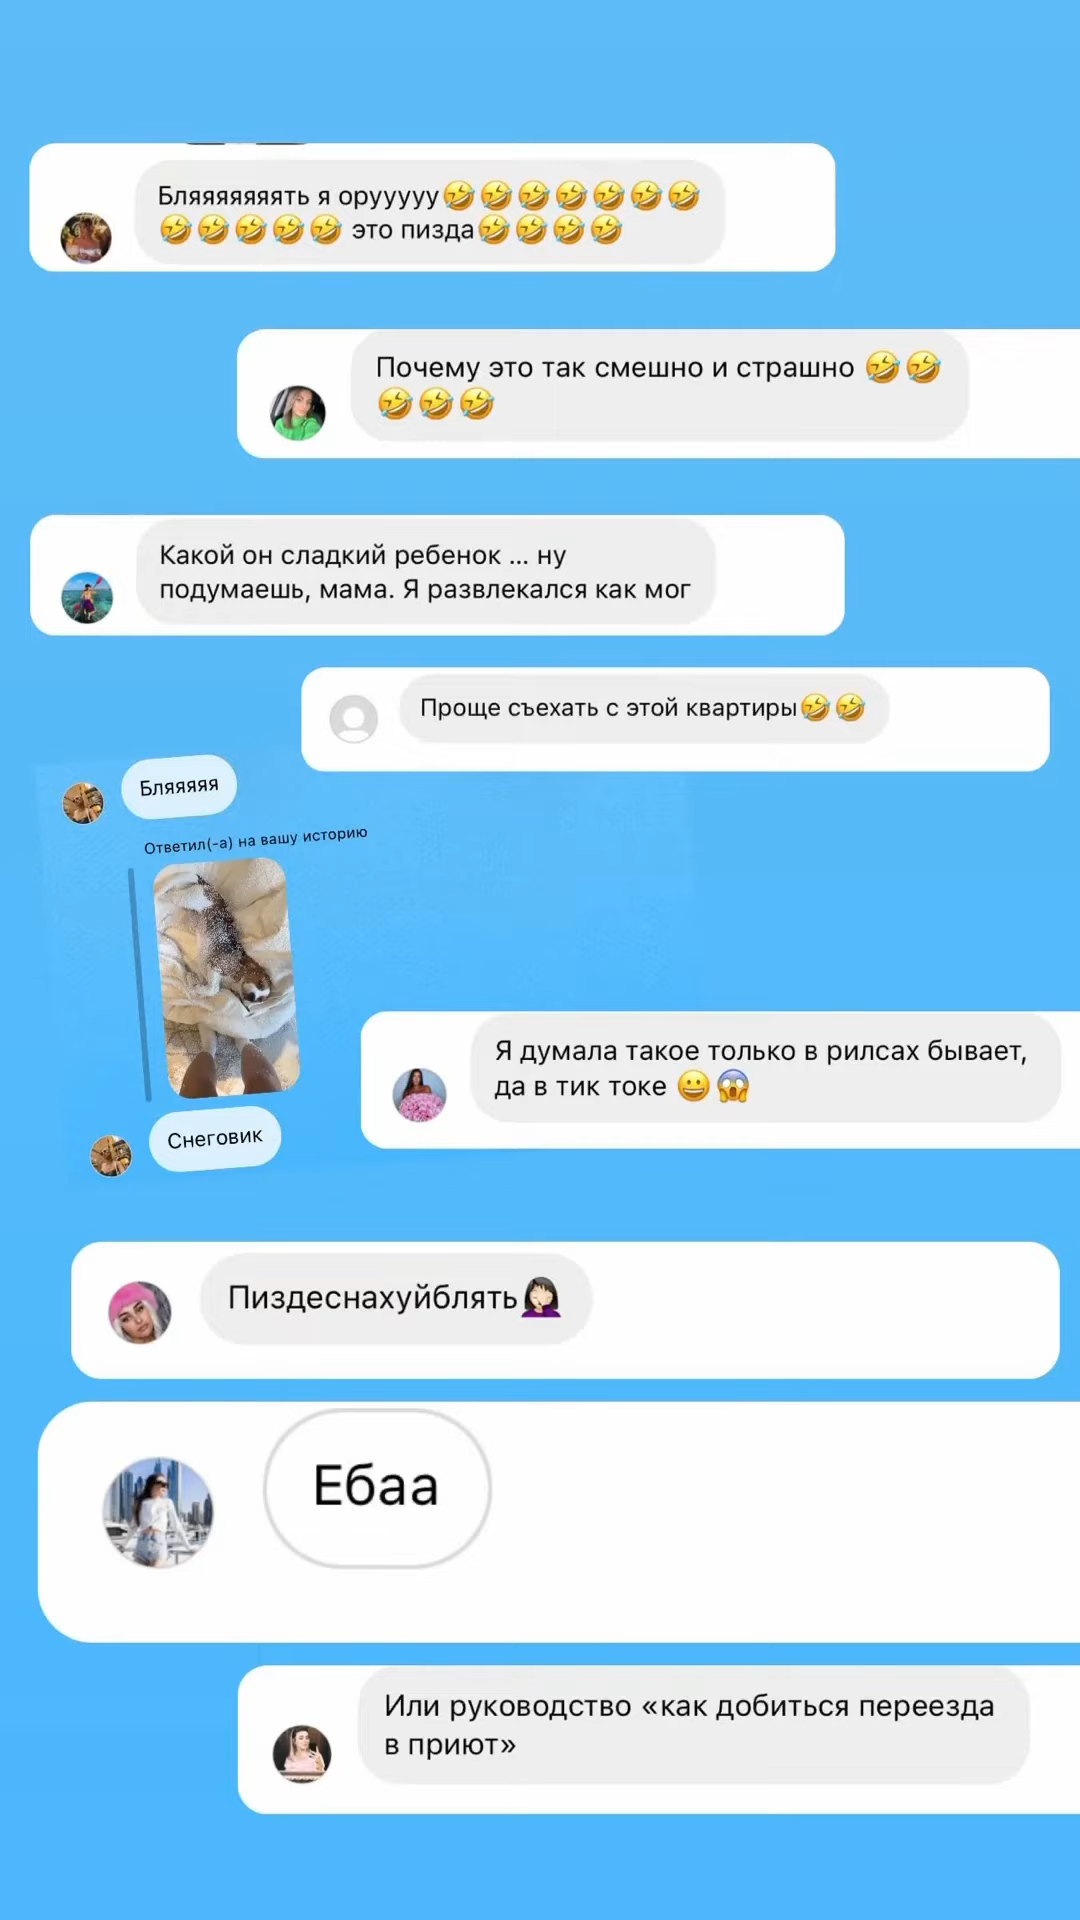 Бляяяяяяять я оруууууу🤣🤣🤣🤣🤣🤣🤣
🤣🤣🤣🤣🤣 это пизда🤣🤣🤣🤣
Почему это так смешно и страшно 🤣🤣
🤣🤣🤣
Какой он сладкий ребенок ... ну
подумаешь, мама. Я развлекался как мог
Проще съехать с этой квартиры🤣🤣
Бляяяяя
Ответил(-а) на вашу историю
Я думала такое только в рилсах бывает,
да в тик токе 😀😱
Снеговик
Пиздеснахуйблять🤦🏻‍♀️
Ебаа
Или руководство «как добиться переезда
в приют»